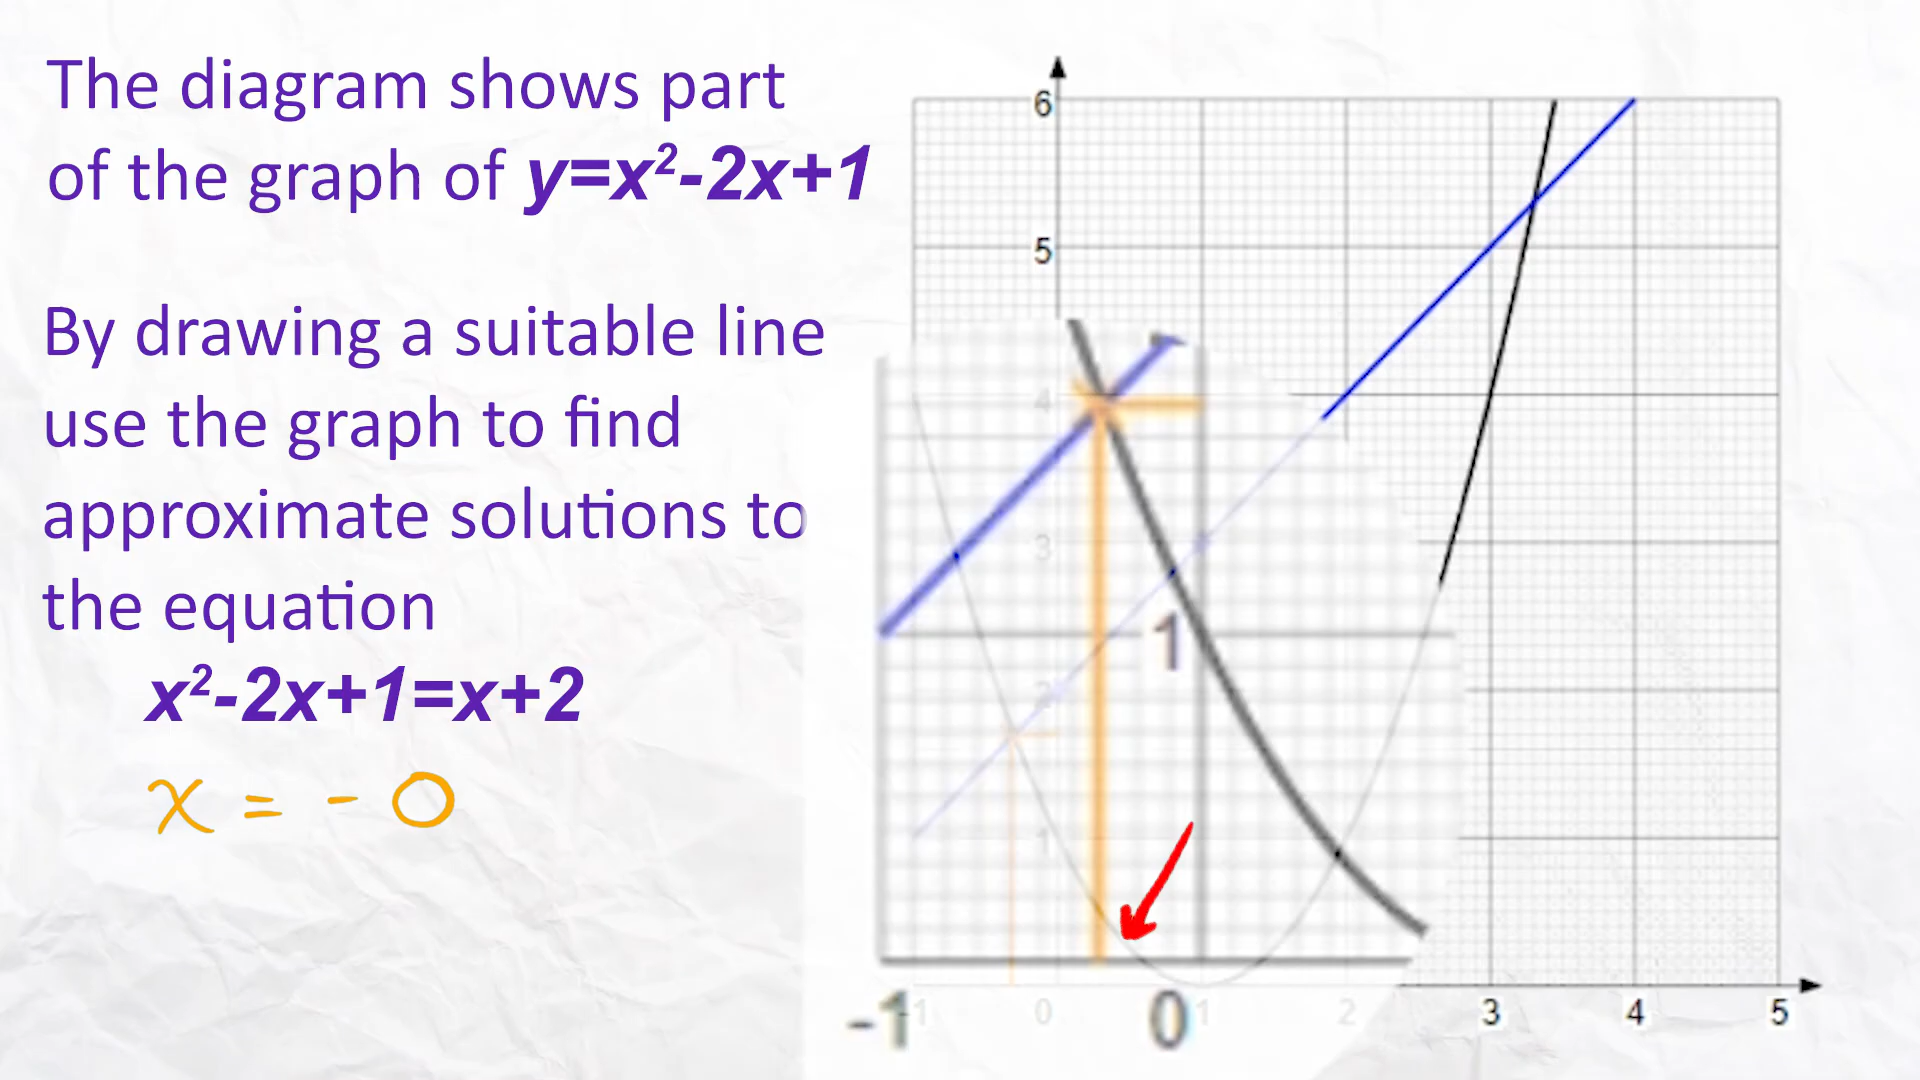 The diagram shows part
of the graph of y=x²-2x+1
By drawing a suitable line
use the graph to find
approximate solutions to
the equation
x²-2x+1=x+2
x = - 0
6
5
4
3
1
2
1
-1 0 -1 0 1 2 3 4 5